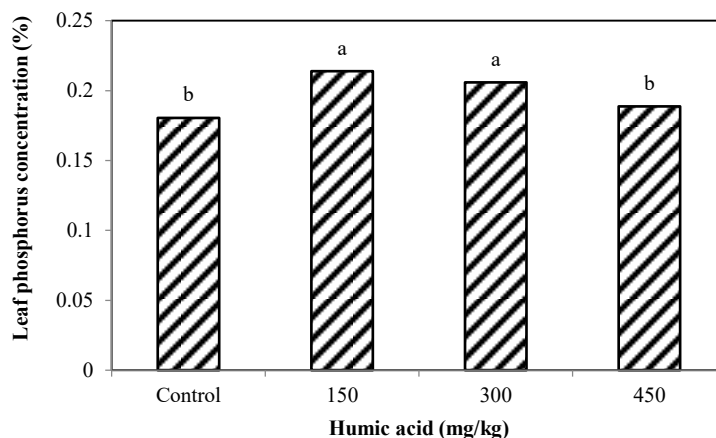 Leaf phosphorus concentration (%)
0.25
0.2
0.15
0.1
0.05
0
b
a
a
b
Control 150 300 450
Humic acid (mg/kg)